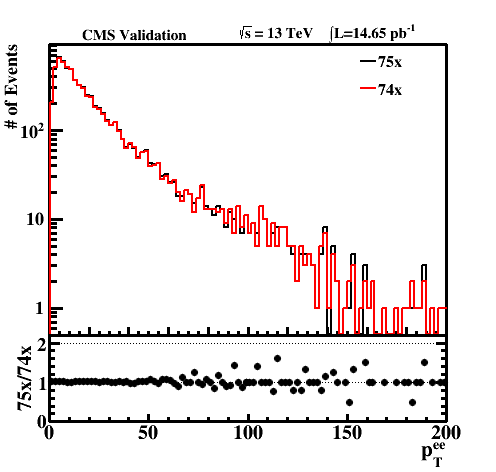 CMS Validation √s = 13 TeV ∫L=14.65 pb⁻¹
# of Events
75x
74x
10²
10
1
75x/74x
2
1
0
0 50 100 150 200
p_T^ee